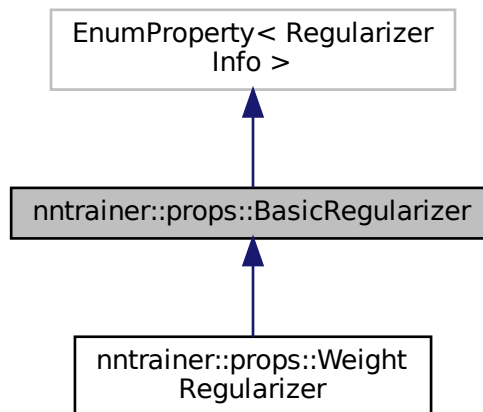 EnumProperty< Regularizer
Info >
nntrainer::props::BasicRegularizer
nntrainer::props::Weight
Regularizer